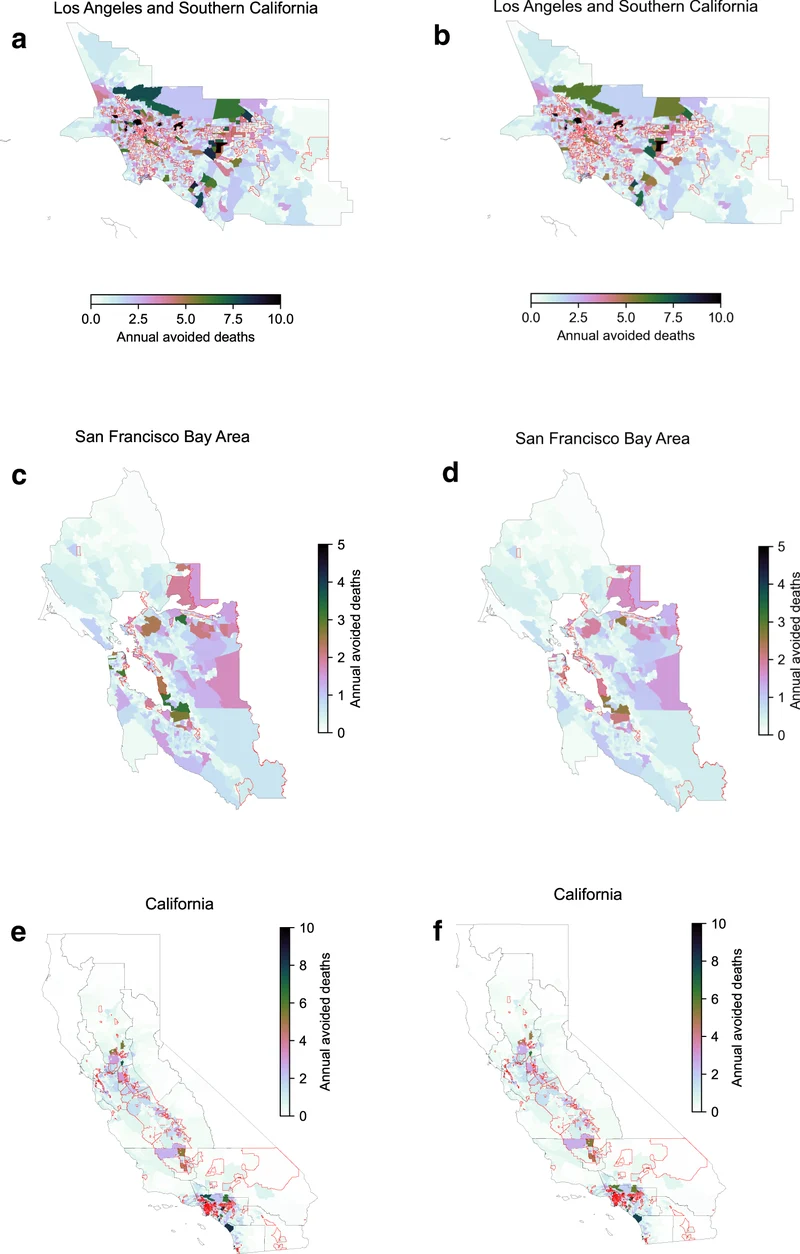 Los Angeles and Southern California
a
0.0 2.5 5.0 7.5 10.0
Annual avoided deaths
Los Angeles and Southern California
b
0.0 2.5 5.0 7.5 10.0
Annual avoided deaths
San Francisco Bay Area
c
5
4
3
2
1
0
Annual avoided deaths
San Francisco Bay Area
d
5
4
3
2
1
0
Annual avoided deaths
California
e
10
8
6
4
2
0
Annual avoided deaths
California
f
10
8
6
4
2
0
Annual avoided deaths